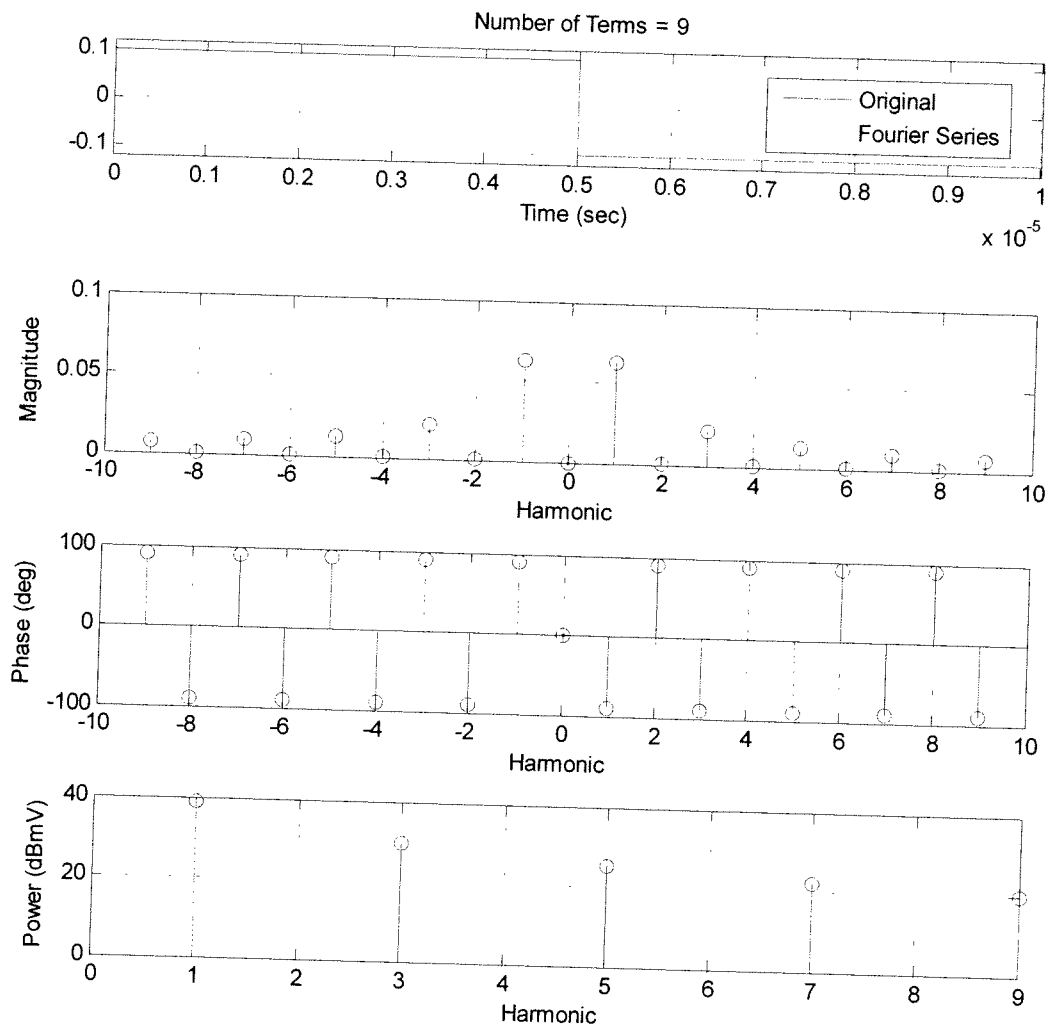 Number of Terms = 9
0.1
0
-0.1
Original
Fourier Series
0 0.1 0.2 0.3 0.4 0.5 0.6 0.7 0.8 0.9 1
Time (sec)
x 10^-5
0.1
0.05
0
Magnitude
-10 -8 -6 -4 -2 0 2 4 6 8 10
Harmonic
100
0
-100
Phase (deg)
-10 -8 -6 -4 -2 0 2 4 6 8 10
Harmonic
40
20
0
Power (dBmV)
0 1 2 3 4 5 6 7 8 9
Harmonic